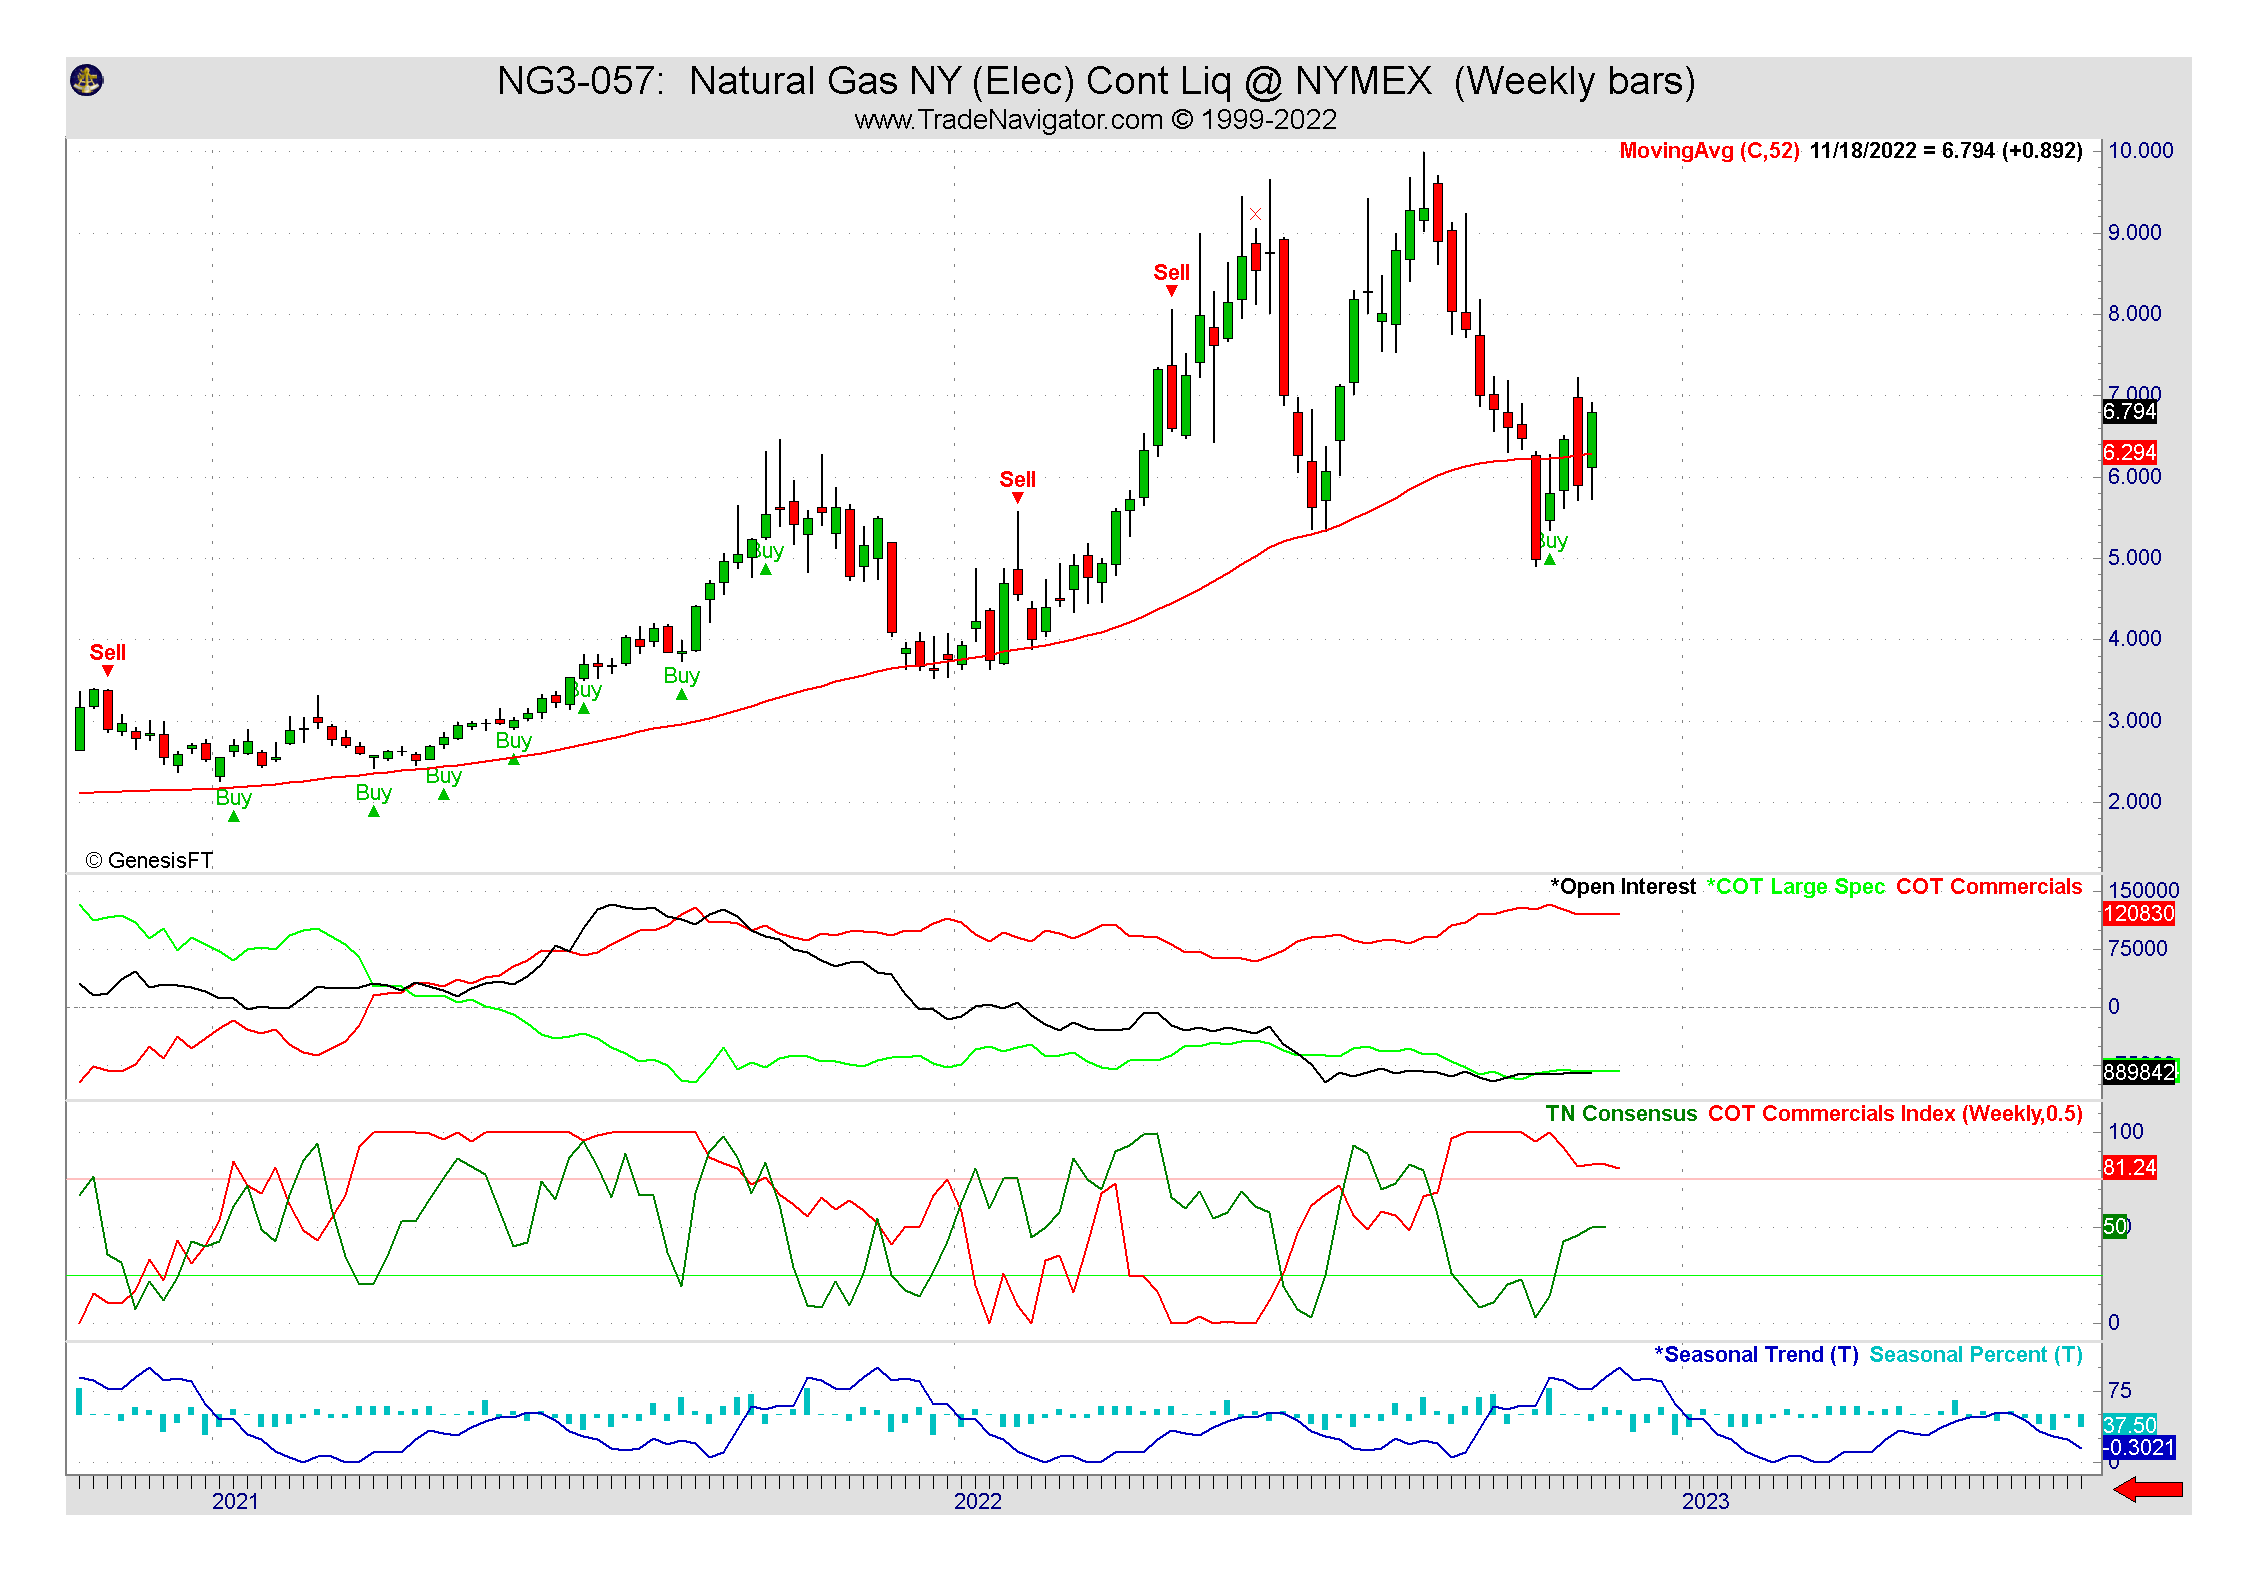 NG3-057: Natural Gas NY (Elec) Cont Liq @ NYMEX (Weekly bars)
www.TradeNavigator.com © 1999-2022
MovingAvg (C,52) 11/18/2022 = 6.794 (+0.892)
10.000
9.000
Sell
8.000
7.000
6.794
6.294
Sell
6.000
Buy
Buy
5.000
4.000
Sell
Buy
Buy
3.000
Buy
Buy
Buy
Buy
2.000
© GenesisFT
*Open Interest *COT Large Spec COT Commercials
150000
120830
75000
0
889842
TN Consensus COT Commercials Index (Weekly,0.5)
100
81.24
50
0
*Seasonal Trend (T) Seasonal Percent (T)
75
37.50
-0.3021
0
2021 2022 2023